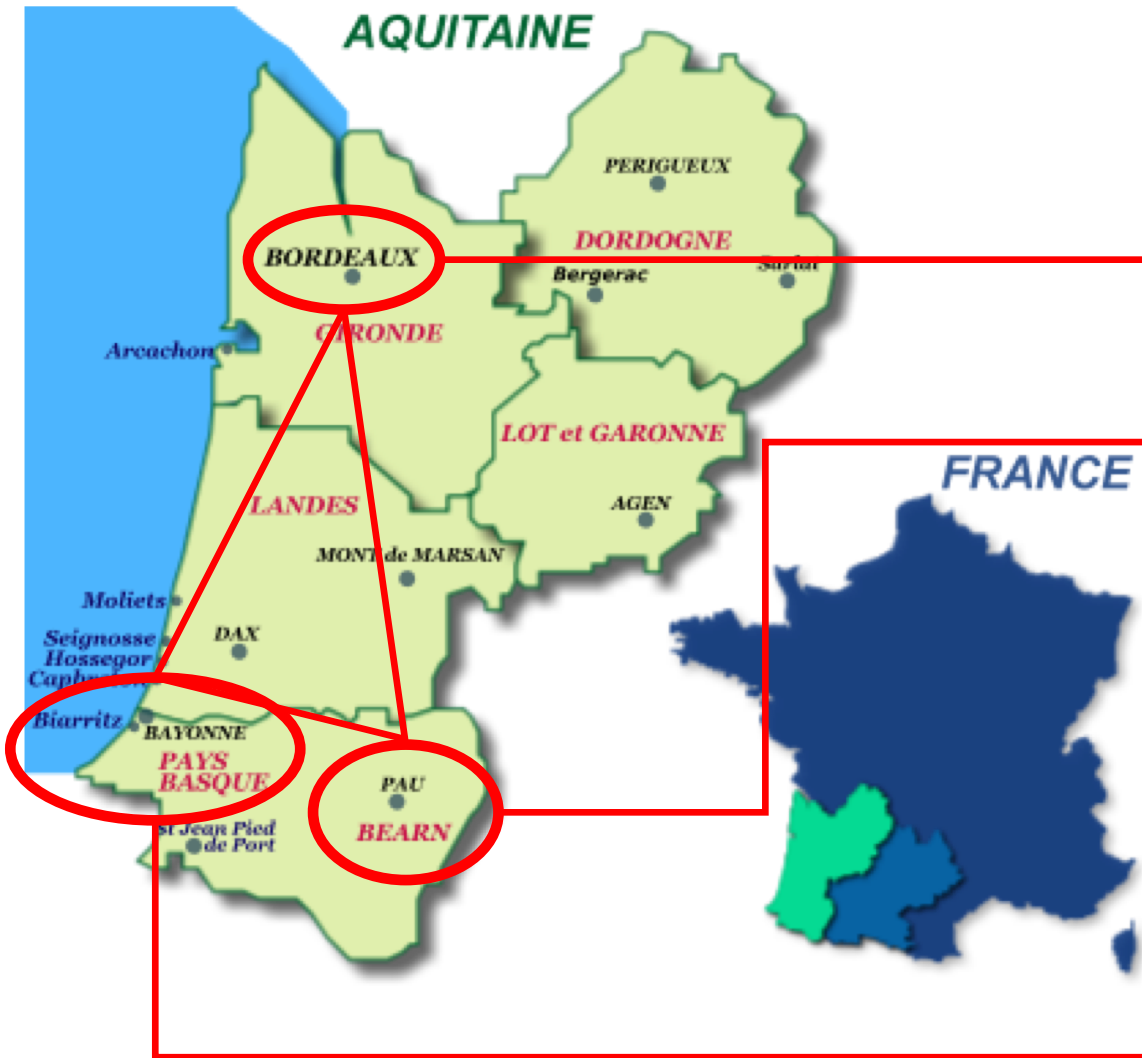 AQUITAINE
PERIGUEUX
DORDOGNE
BORDEAUX
Sarlat
Bergerac
GIRONDE
Arcachon
LOT et GARONNE
FRANCE
LANDES
AGEN
MONT de MARSAN
Moliets
DAX
Seignosse
Hossegor
Capbreton
Biarritz
BAYONNE
PAYS
BASQUE
PAU
BEARN
St Jean Pied
de Port